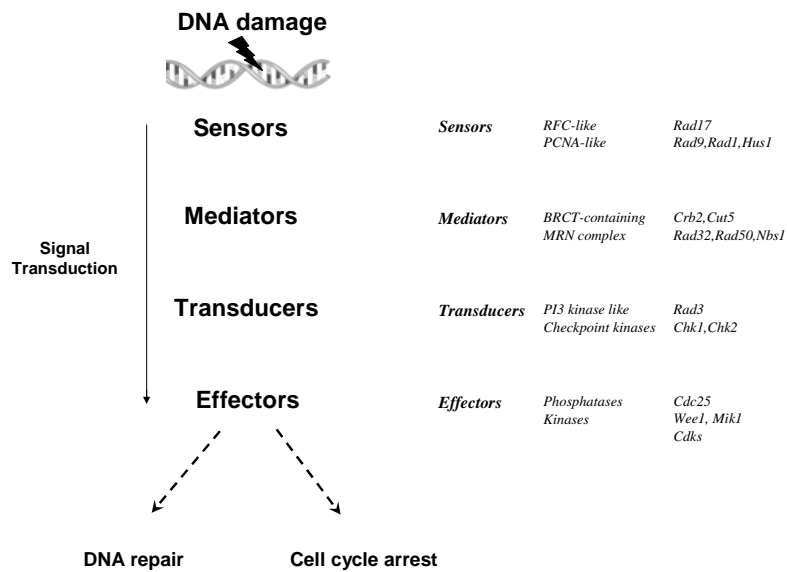 DNA damage
Sensors
Sensors RFC-like Rad17
PCNA-like Rad9,Rad1,Hus1
Mediators
Mediators BRCT-containing Crb2,Cut5
MRN complex Rad32,Rad50,Nbs1
Signal
Transduction
Transducers
Transducers PI3 kinase like Rad3
Checkpoint kinases Chk1,Chk2
Effectors
Effectors Phosphatases Cdc25
Kinases Wee1, Mik1
Cdks
DNA repair Cell cycle arrest